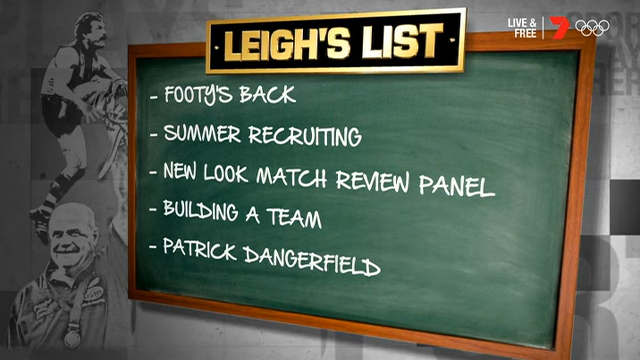 LIVE &
FREE
7
LEIGH'S LIST
- FOOTY'S BACK
- SUMMER RECRUITING
- NEW LOOK MATCH REVIEW PANEL
- BUILDING A TEAM
- PATRICK DANGERFIELD